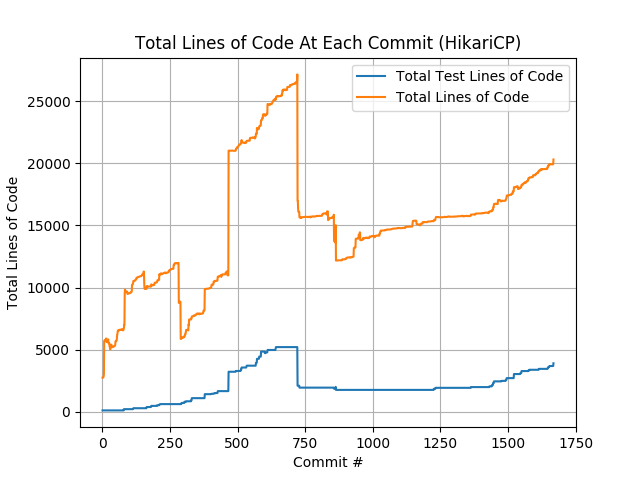 Total Lines of Code At Each Commit (HikariCP)
Total Test Lines of Code
Total Lines of Code
Total Lines of Code
25000
20000
15000
10000
5000
0
0
250
500
750
1000
1250
1500
1750
Commit #